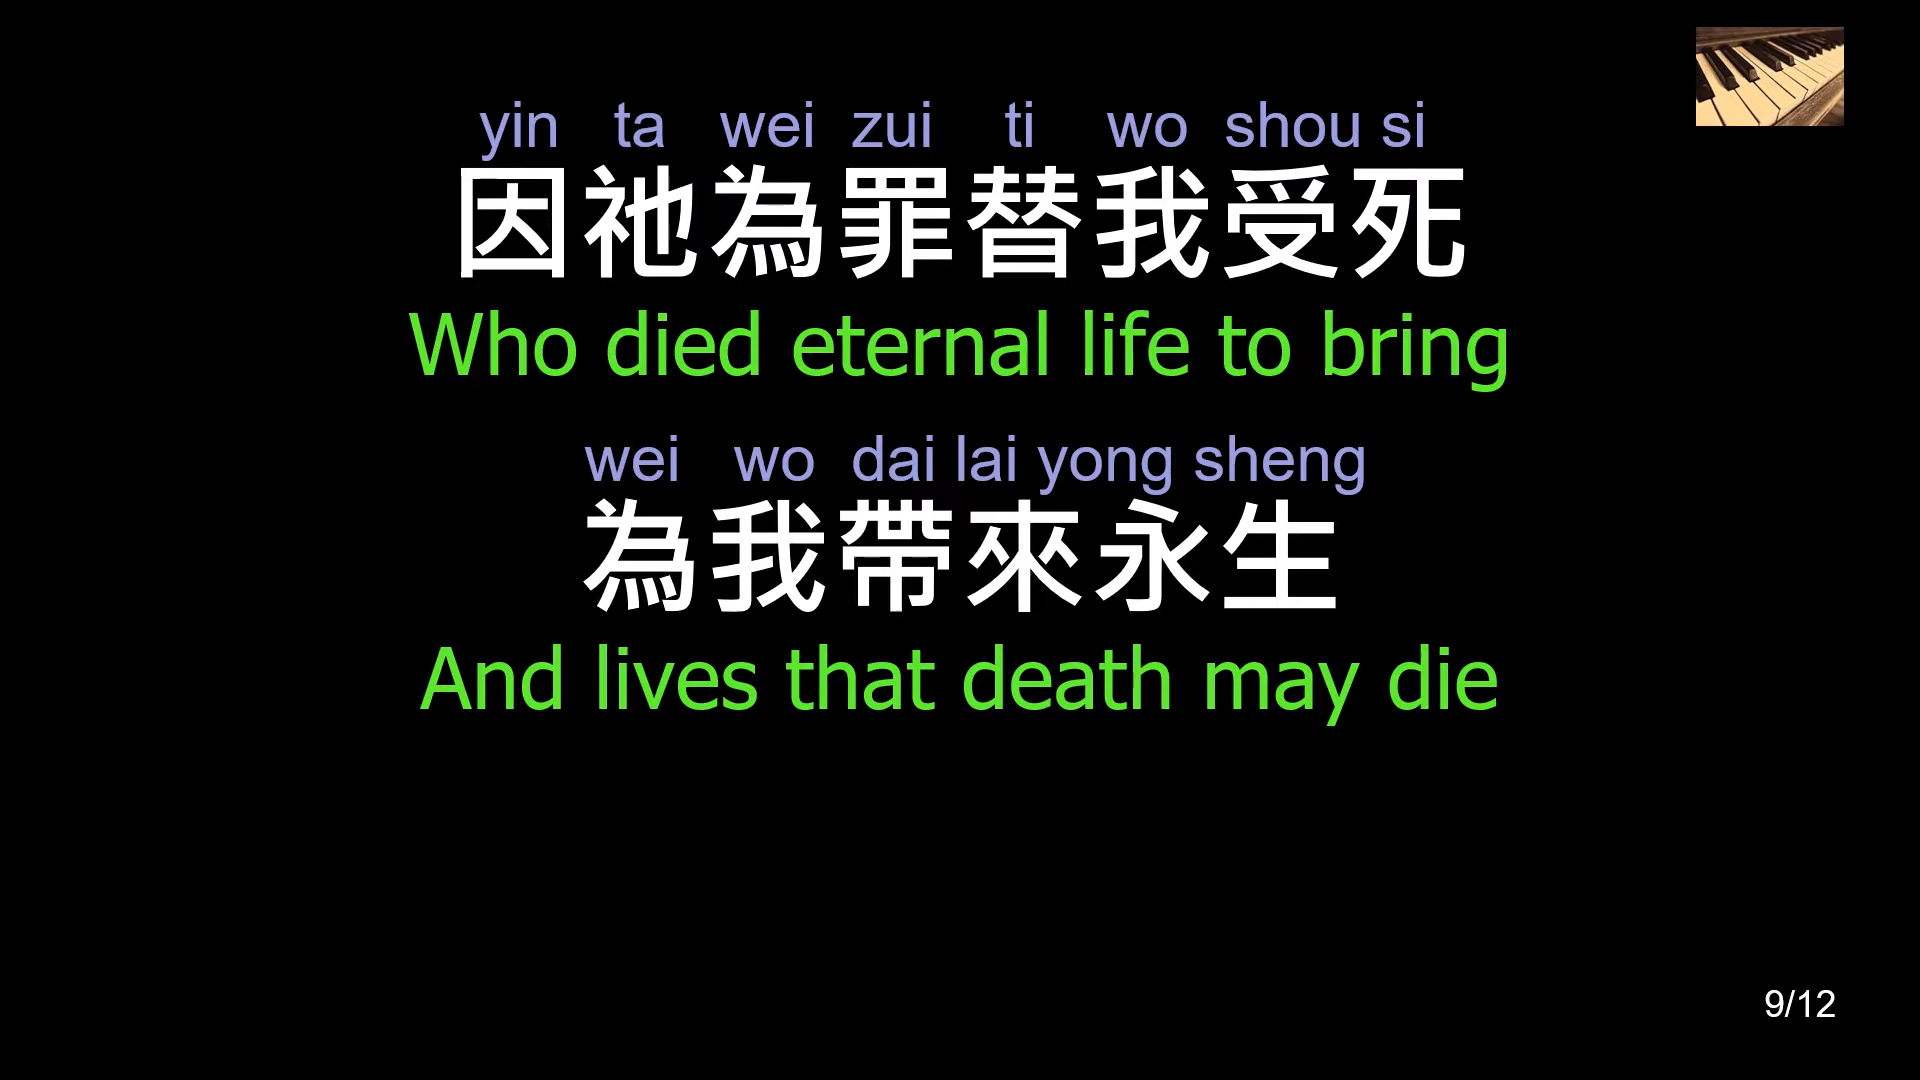 yin ta wei zui ti wo shou si
因祂為罪替我受死
Who died eternal life to bring
wei wo dai lai yong sheng
為我帶來永生
And lives that death may die
9/12